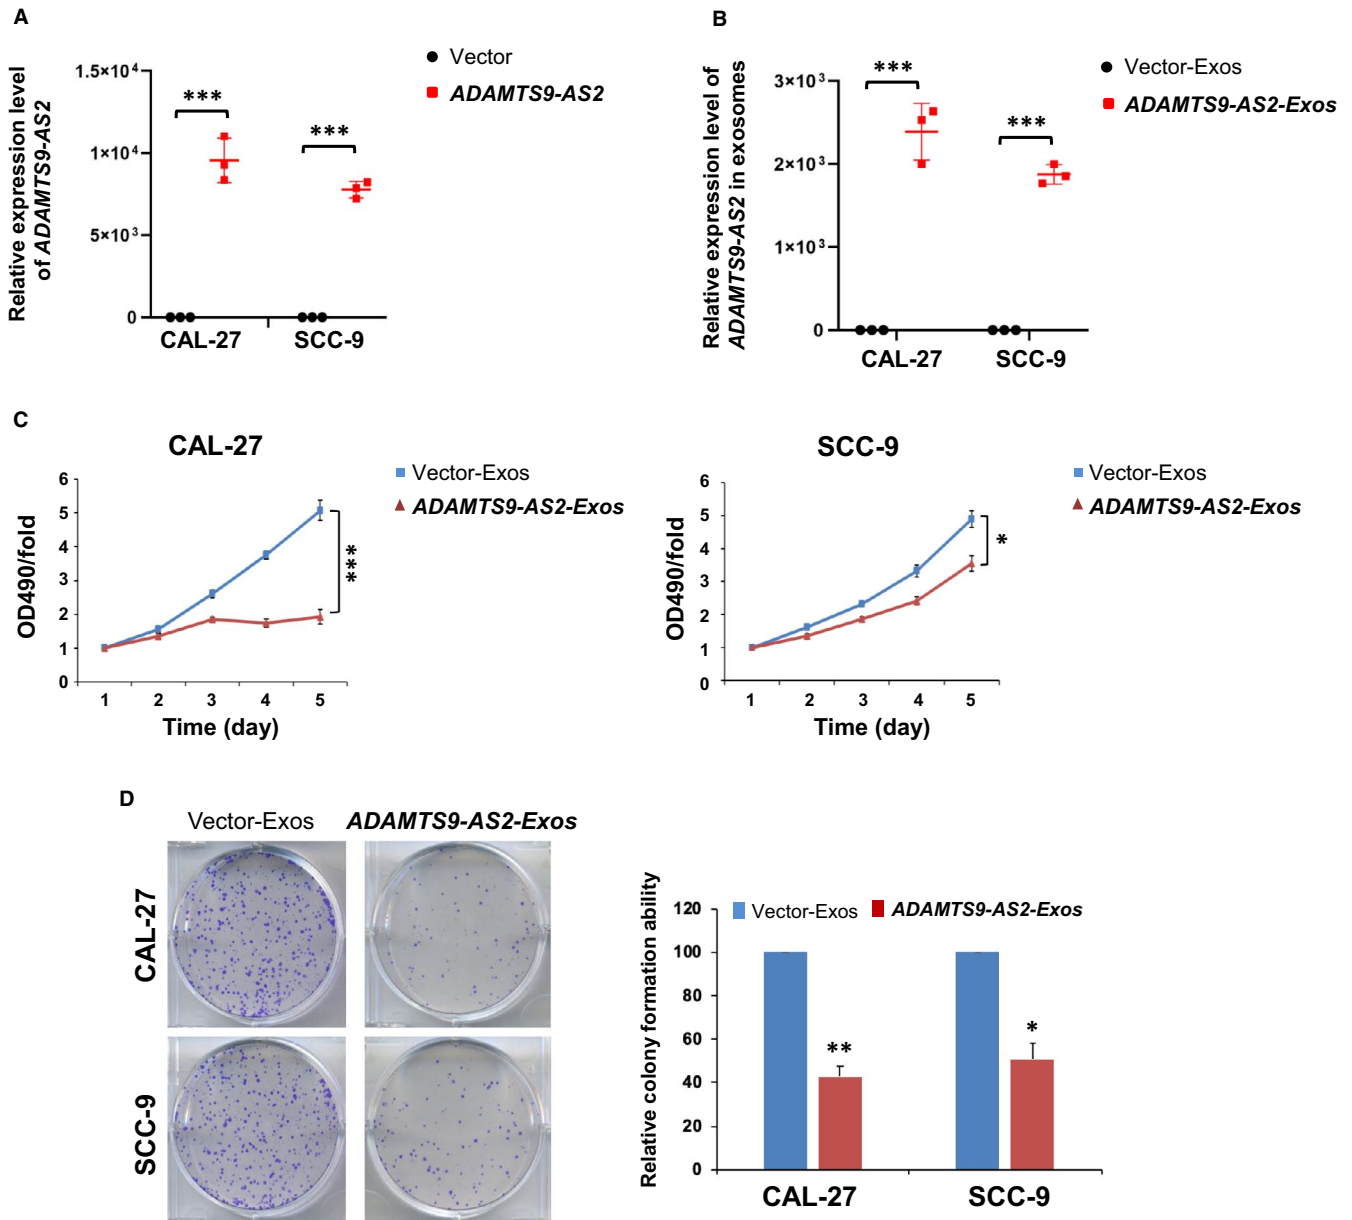 A
Relative expression level
of ADAMTS9-AS2
1.5×10⁴
1×10⁴
5×10³
0
***
***
CAL-27
SCC-9
Vector
ADAMTS9-AS2
B
Relative expression level of
ADAMTS9-AS2 in exosomes
3×10³
2×10³
1×10³
0
***
***
CAL-27
SCC-9
Vector-Exos
ADAMTS9-AS2-Exos
C
CAL-27
OD490/fold
6
5
4
3
2
1
0
1 2 3 4 5
Time (day)
***
Vector-Exos
ADAMTS9-AS2-Exos
SCC-9
OD490/fold
6
5
4
3
2
1
0
1 2 3 4 5
Time (day)
*
Vector-Exos
ADAMTS9-AS2-Exos
D
Vector-Exos ADAMTS9-AS2-Exos
CAL-27
SCC-9
Relative colony formation ability
120
100
80
60
40
20
0
Vector-Exos ADAMTS9-AS2-Exos
**
*
CAL-27 SCC-9